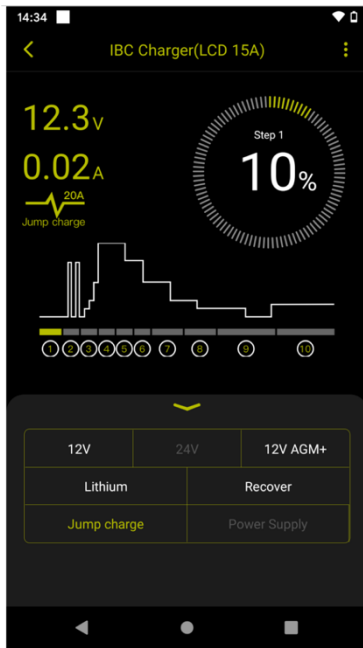 14:34
IBC Charger(LCD 15A)
12.3V
0.02A
20A
Jump charge
Step 1
10%
1 2 3 4 5 6 7 8 9 10
12V 24V 12V AGM+
Lithium Recover
Jump charge Power Supply